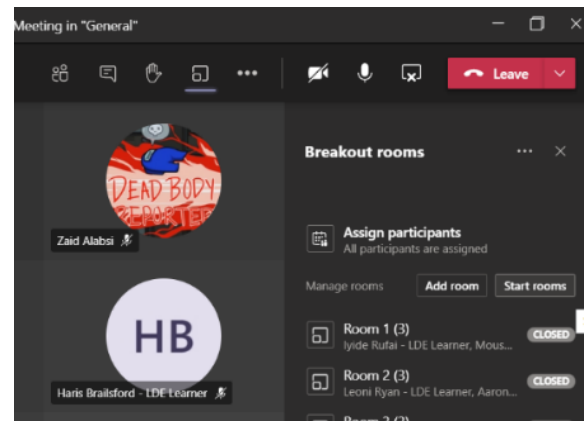 Meeting in "General"
Leave
Breakout rooms
DEAD BODY
REPORTED
Zaid Alabsi
Assign participants
All participants are assigned
Manage rooms
Add room
Start rooms
HB
Room 1 (3)
Iyide Rufai - LDE Learner, Mous...
CLOSED
Room 2 (3)
Leoni Ryan - LDE Learner, Aaron...
CLOSED
Haris Brailsford - LDE Learner